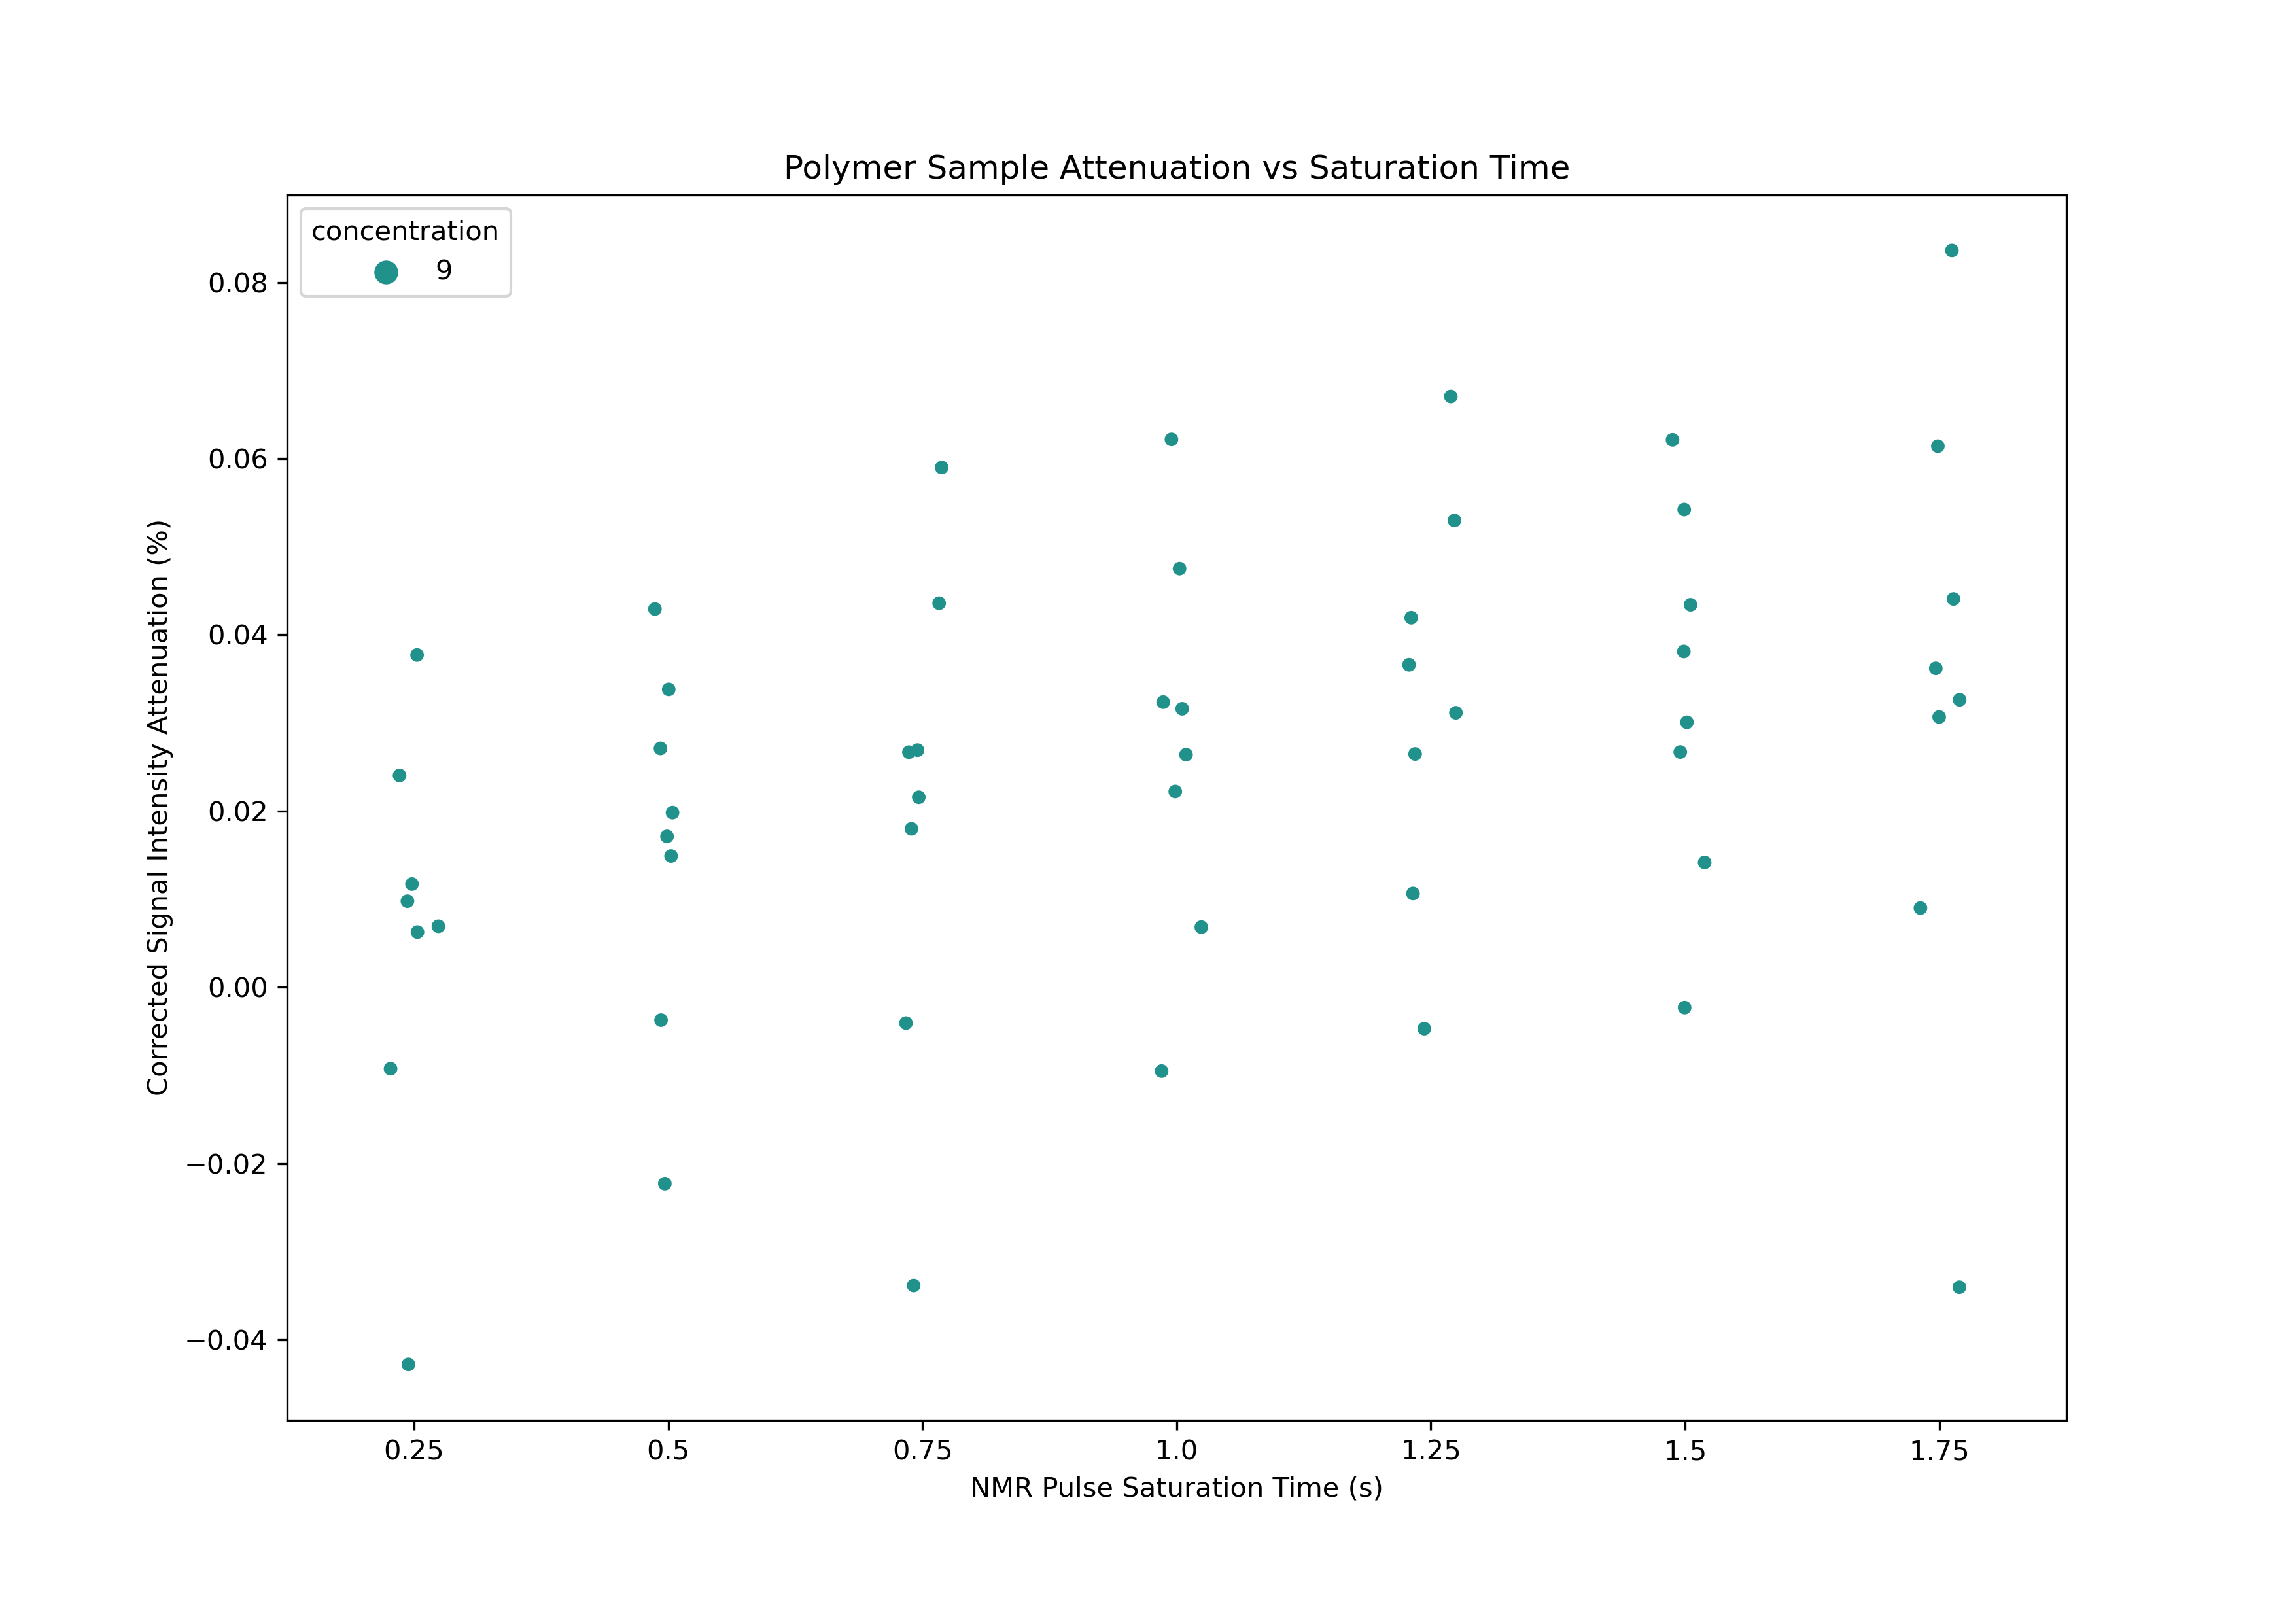 Polymer Sample Attenuation vs Saturation Time
concentration
9
0.08
0.06
0.04
0.02
0.00
−0.02
−0.04
Corrected Signal Intensity Attenuation (%)
0.25 0.5 0.75 1.0 1.25 1.5 1.75
NMR Pulse Saturation Time (s)